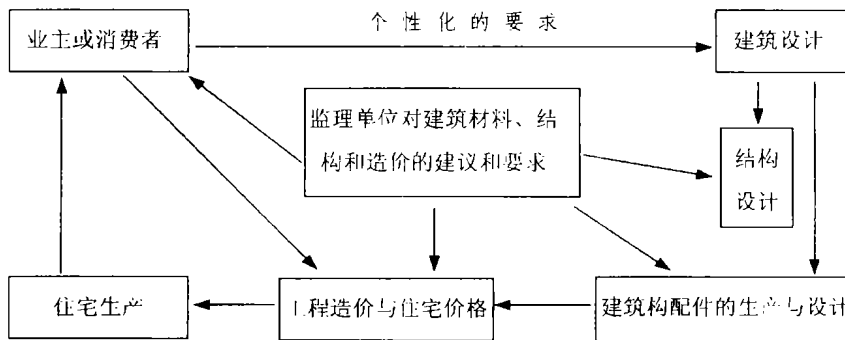 个性化的要求
业主或消费者
建筑设计
监理单位对建筑材料、结
构和造价的建议和要求
结构
设计
住宅生产
工程造价与住宅价格
建筑构配件的生产与设计